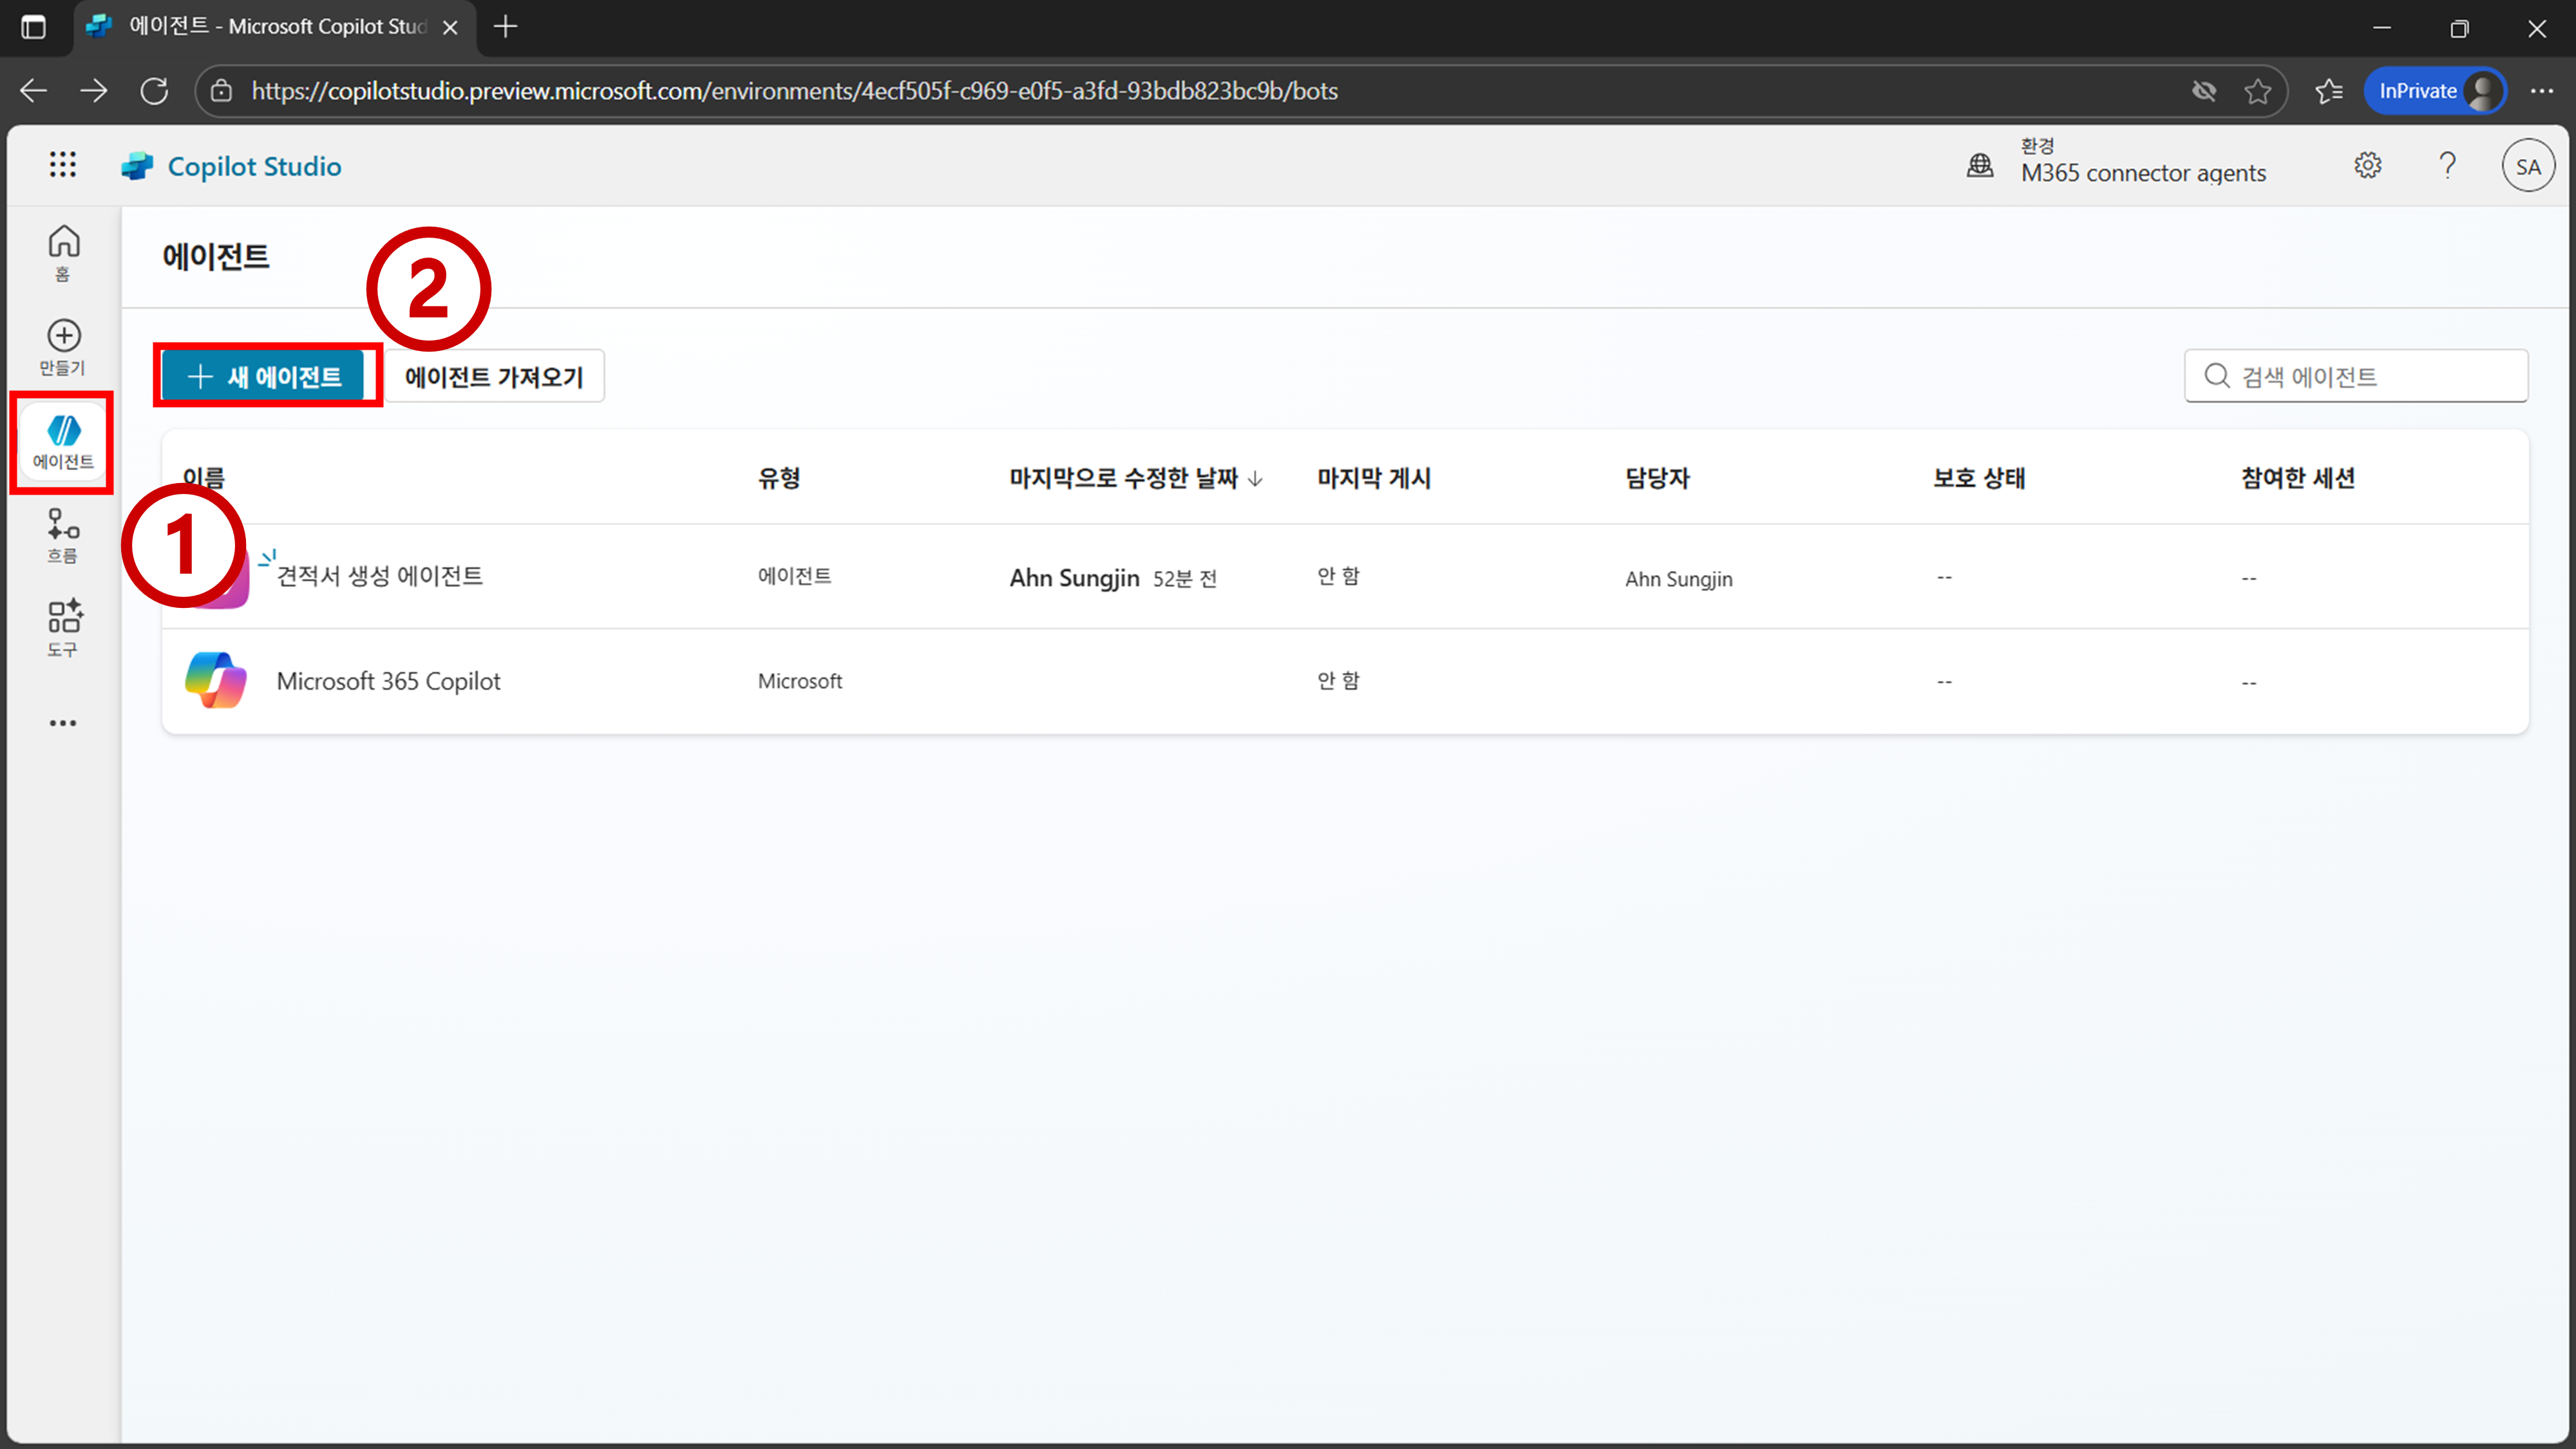 에이전트 - Microsoft Copilot Stud
https://copilotstudio.preview.microsoft.com/environments/4ecf505f-c969-e0f5-a3fd-93bdb823bc9b/bots
InPrivate
Copilot Studio
환경
M365 connector agents
SA
홈
만들기
에이전트
흐름
도구
에이전트
2
+ 새 에이전트
에이전트 가져오기
검색 에이전트
이름 유형 마지막으로 수정한 날짜 ↓ 마지막 게시 담당자 보호 상태 참여한 세션
1
견적서 생성 에이전트 에이전트 Ahn Sungjin 52분 전 안 함 Ahn Sungjin -- --
Microsoft 365 Copilot Microsoft 안 함 -- --